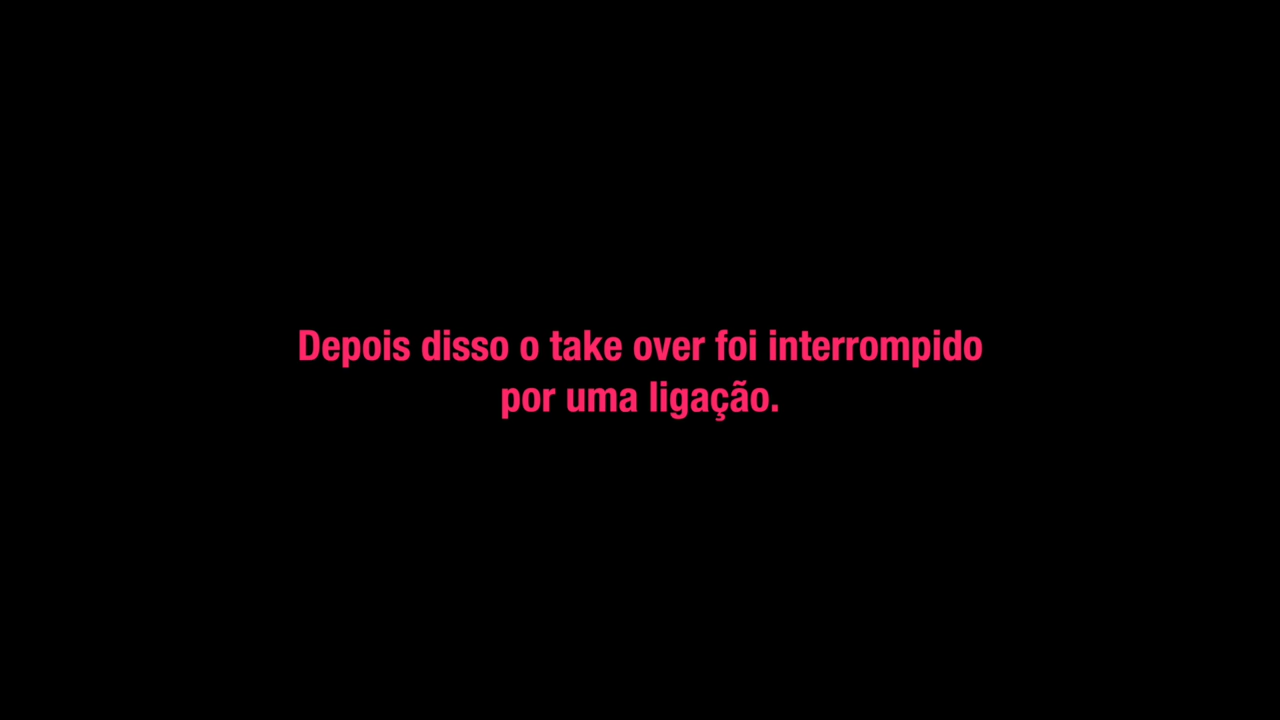 Depois disso o take over foi interrompido
por uma ligação.